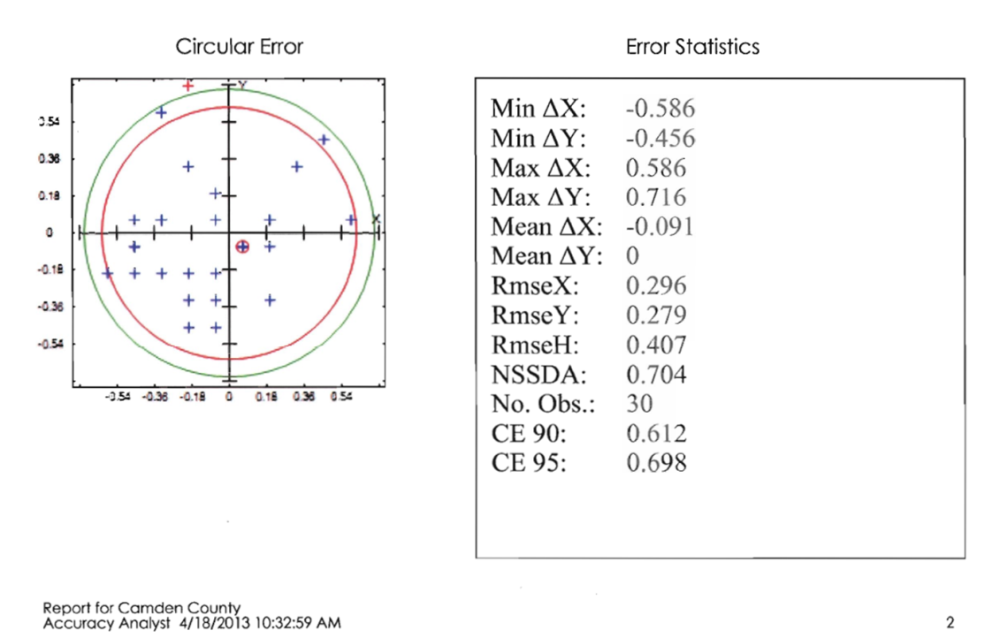 Circular Error
Error Statistics
Y
0.54
0.36
0.18
0
-0.18
-0.36
-0.54
X
-0.54 -0.36 -0.18 0 0.18 0.36 0.54
Min ΔX: -0.586
Min ΔY: -0.456
Max ΔX: 0.586
Max ΔY: 0.716
Mean ΔX: -0.091
Mean ΔY: 0
RmseX: 0.296
RmseY: 0.279
RmseH: 0.407
NSSDA: 0.704
No. Obs.: 30
CE 90: 0.612
CE 95: 0.698
Report for Camden County
Accuracy Analyst 4/18/2013 10:32:59 AM
2